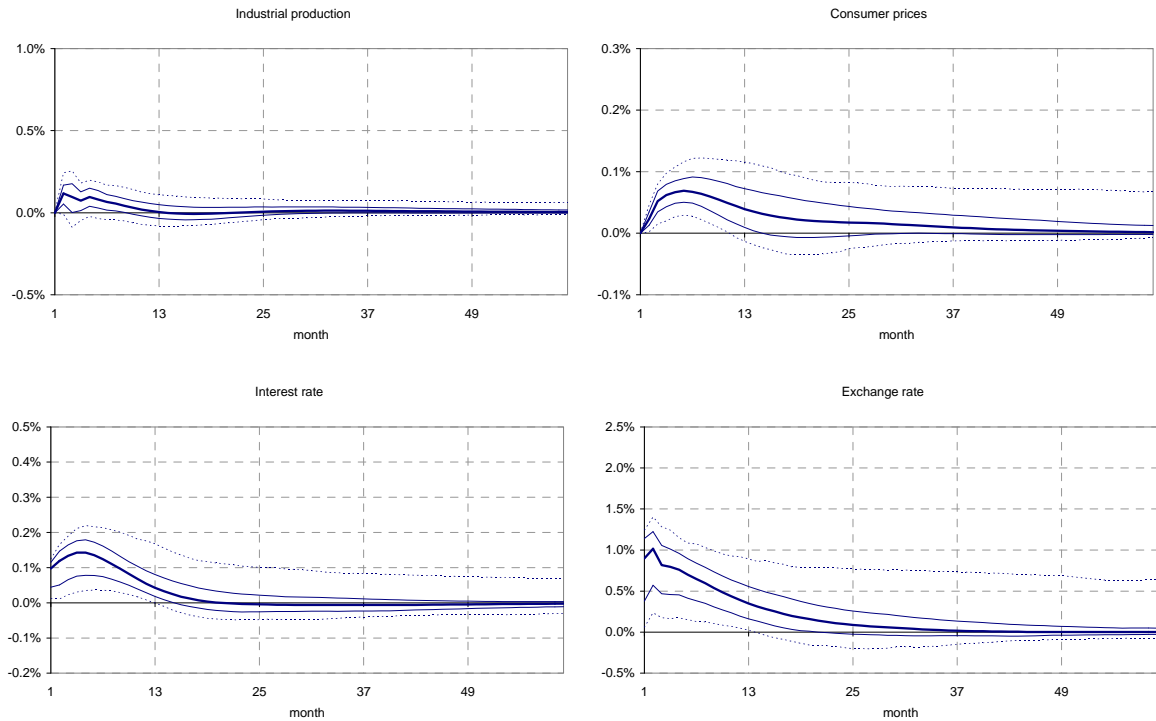 Industrial production
1.0%
0.5%
0.0%
-0.5%
1 13 25 37 49
month
Consumer prices
0.3%
0.2%
0.1%
0.0%
-0.1%
1 13 25 37 49
month
Interest rate
0.5%
0.4%
0.3%
0.2%
0.1%
0.0%
-0.1%
-0.2%
1 13 25 37 49
month
Exchange rate
2.5%
2.0%
1.5%
1.0%
0.5%
0.0%
-0.5%
1 13 25 37 49
month